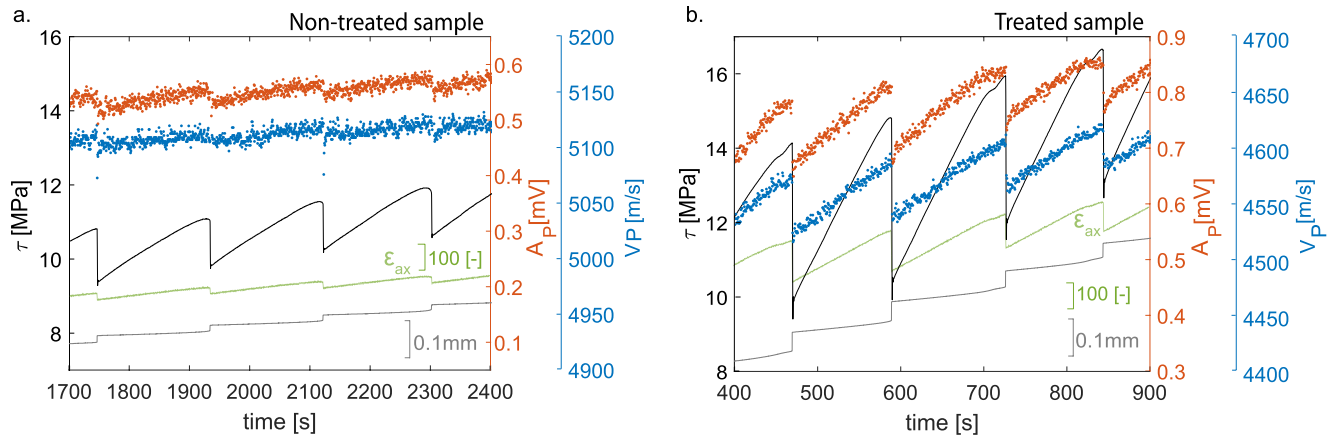 a.
Non-treated sample
16
14
12
10
8
τ [MPa]
1700 1800 1900 2000 2100 2200 2300 2400
time [s]
0.6
0.5
0.4
0.3
0.2
0.1
A_P[mV]
5200
5150
5100
5050
5000
4950
4900
VP[m/s]
ε_ax
100 [-]
0.1mm
b.
Treated sample
16
14
12
10
8
τ [MPa]
400 500 600 700 800 900
time [s]
0.9
0.8
0.7
0.6
0.5
0.4
0.3
A_P[mV]
4700
4650
4600
4550
4500
4450
4400
V_P[m/s]
ε_ax
100 [-]
0.1mm